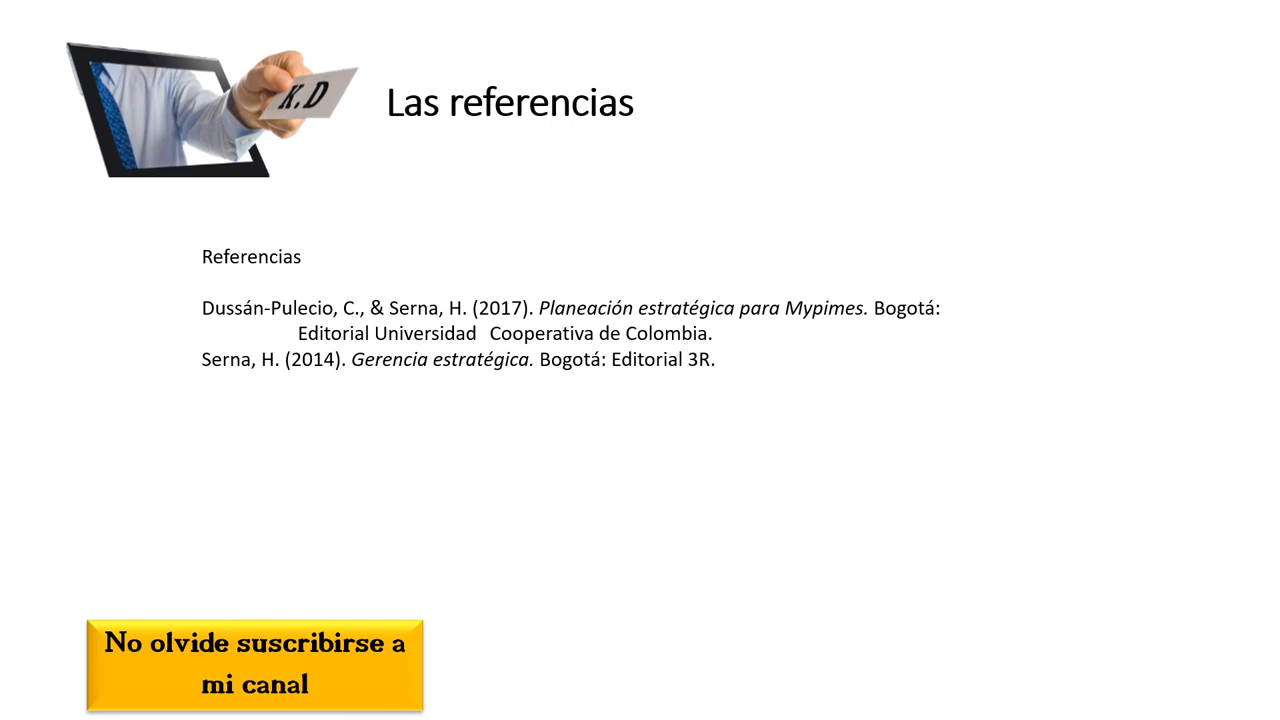 K.D
Las referencias
Referencias
Dussán-Pulecio, C., & Serna, H. (2017). Planeación estratégica para Mypimes. Bogotá:
Editorial Universidad Cooperativa de Colombia.
Serna, H. (2014). Gerencia estratégica. Bogotá: Editorial 3R.
No olvide suscribirse a
mi canal